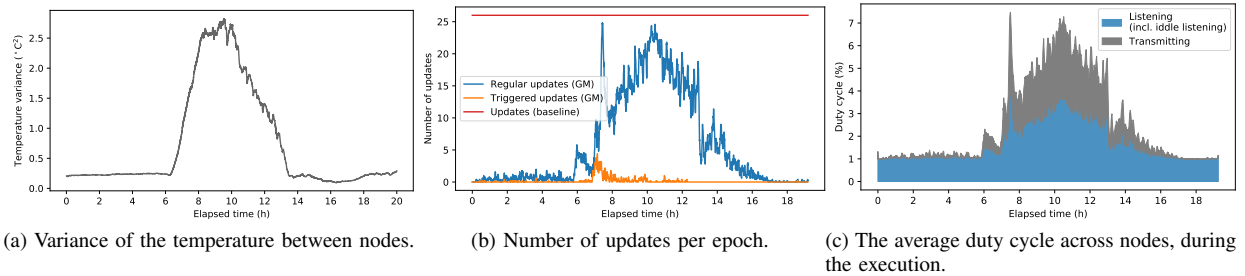 Temperature variance (°C²)
2.5
2.0
1.5
1.0
0.5
0.0
0 2 4 6 8 10 12 14 16 18 20
Elapsed time (h)
(a) Variance of the temperature between nodes.
Number of updates
25
20
15
10
5
0
Regular updates (GM)
Triggered updates (GM)
Updates (baseline)
0 2 4 6 8 10 12 14 16 18
Elapsed time (h)
(b) Number of updates per epoch.
Duty cycle (%)
7
6
5
4
3
2
1
0
Listening
(incl. iddle listening)
Transmitting
0 2 4 6 8 10 12 14 16 18
Elapsed time (h)
(c) The average duty cycle across nodes, during
the execution.